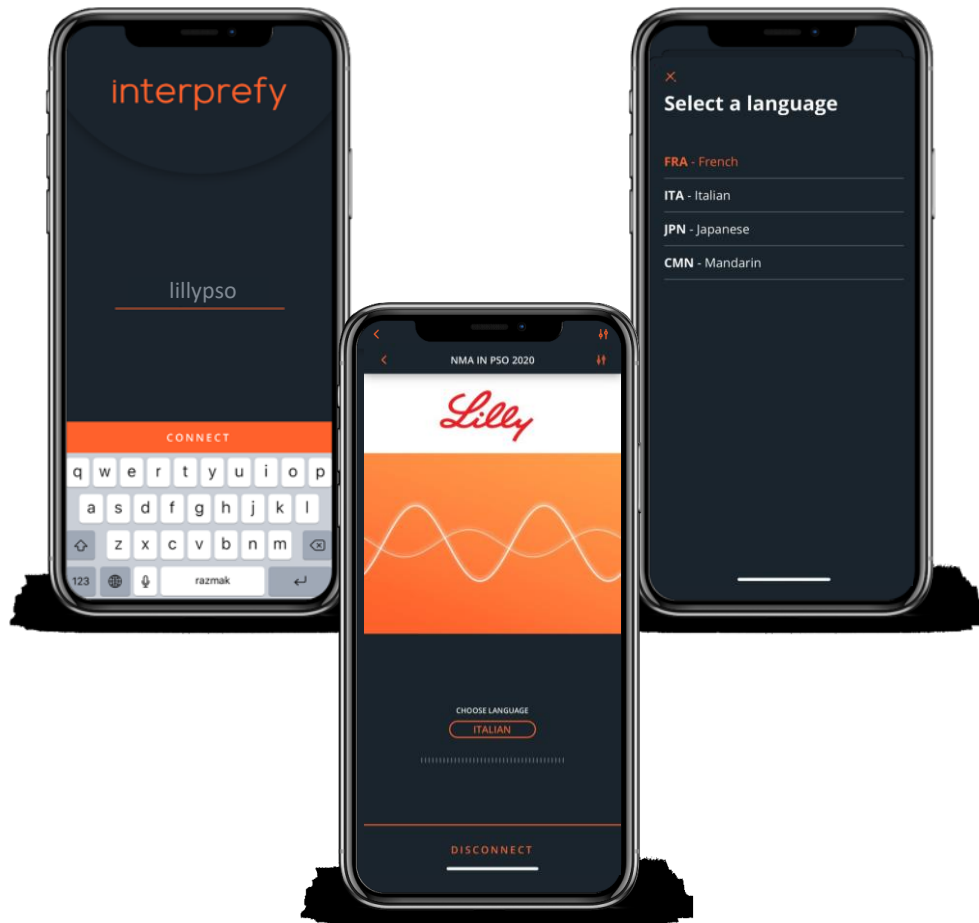 interprefy
lillypso
CONNECT
q w e r t y u i o p
a s d f g h j k l
z x c v b n m
123 razmak
NMA IN PSO 2020
Lilly
CHOOSE LANGUAGE
ITALIAN
DISCONNECT
Select a language
FRA - French
ITA - Italian
JPN - Japanese
CMN - Mandarin